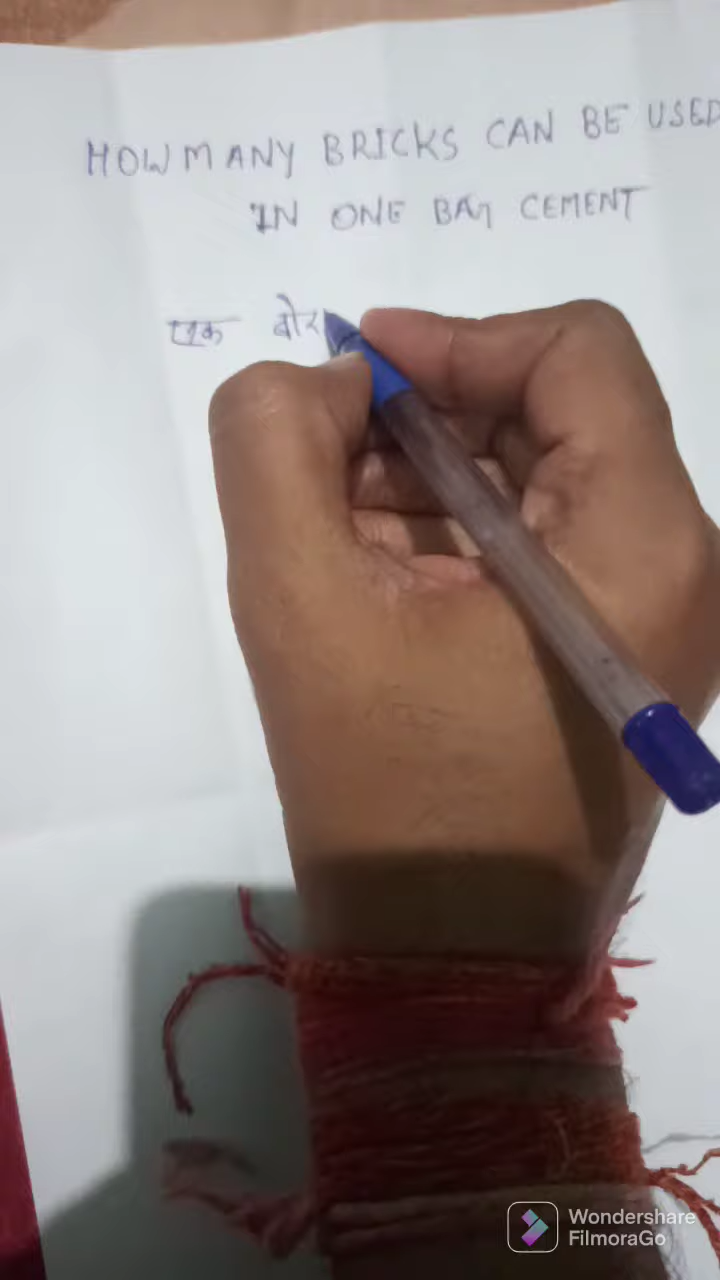 HOW MANY BRICKS CAN BE USED
IN ONE BAG CEMENT
एक बोर
Wondershare
FilmoraGo